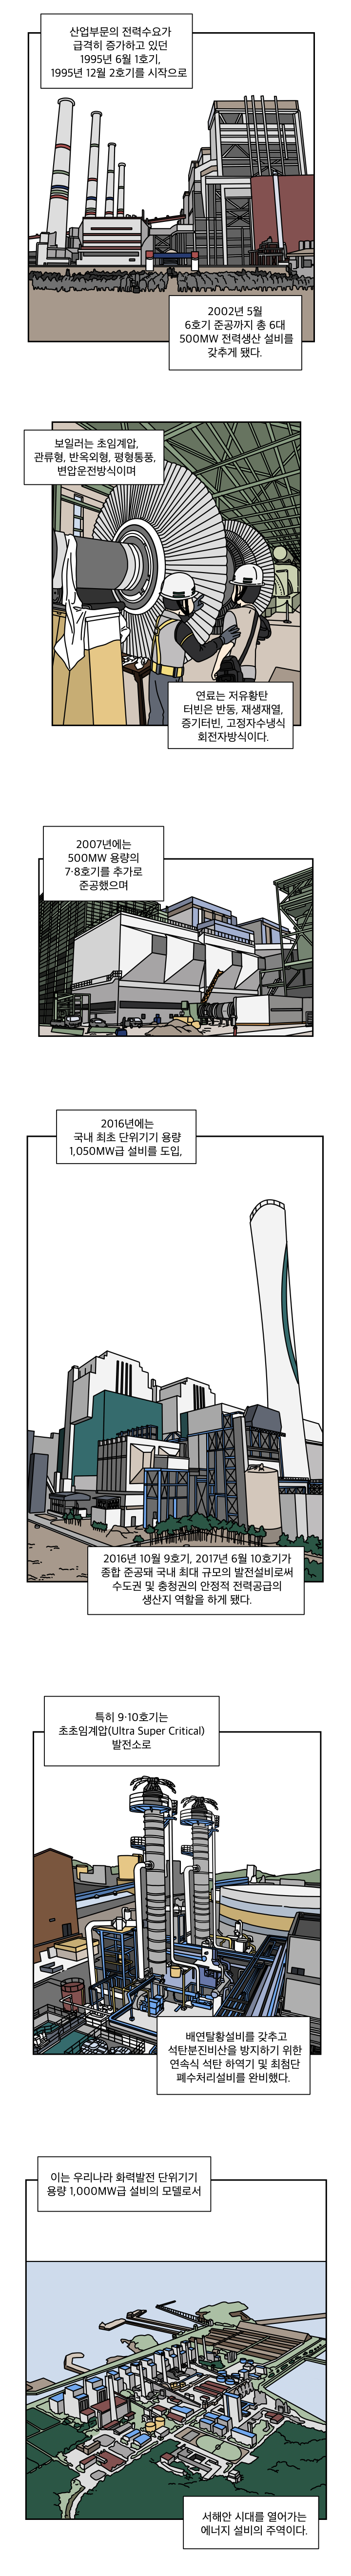 산업부문의 전력수요가
급격히 증가하고 있던
1995년 6월 1호기,
1995년 12월 2호기를 시작으로
2002년 5월
6호기 준공까지 총 6대
500MW 전력생산 설비를
갖추게 됐다.
보일러는 초임계압,
관류형, 반옥외형, 평형통풍,
변압운전방식이며
연료는 저유황탄
터빈은 반동, 재생재열,
증기터빈, 고정자수냉식
회전자방식이다.
2007년에는
500MW 용량의
7·8호기를 추가로
준공했으며
2016년에는
국내 최초 단위기기 용량
1,050MW급 설비를 도입,
2016년 10월 9호기, 2017년 6월 10호기가
종합 준공돼 국내 최대 규모의 발전설비로써
수도권 및 충청권의 안정적 전력공급의
생산지 역할을 하게 됐다.
특히 9·10호기는
초초임계압(Ultra Super Critical)
발전소로
배연탈황설비를 갖추고
석탄분진비산을 방지하기 위한
연속식 석탄 하역기 및 최첨단
폐수처리설비를 완비했다.
이는 우리나라 화력발전 단위기기
용량 1,000MW급 설비의 모델로서
서해안 시대를 열어가는
에너지 설비의 주역이다.